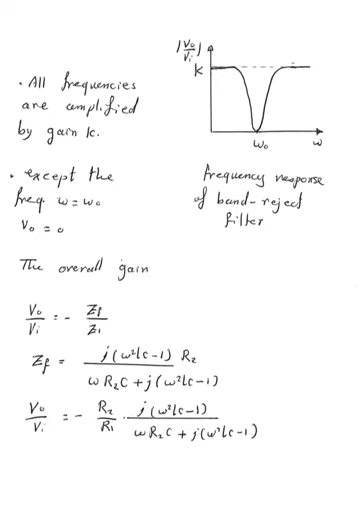 |Vo/Vi|
k
ωo
ω
. All frequencies
are amplified
by gain k.
. except the
freq. ω = ωo
Vo = 0
frequency response
of band-reject
filter
The overall gain
Vo/Vi = - Zf/Z1
Zf = j(ω²LC-1) R2 / ωR2C + j(ω²LC-1)
Vo/Vi = - R2/R1 . j(ω²LC-1) / ωR2C + j(ω²LC-1)